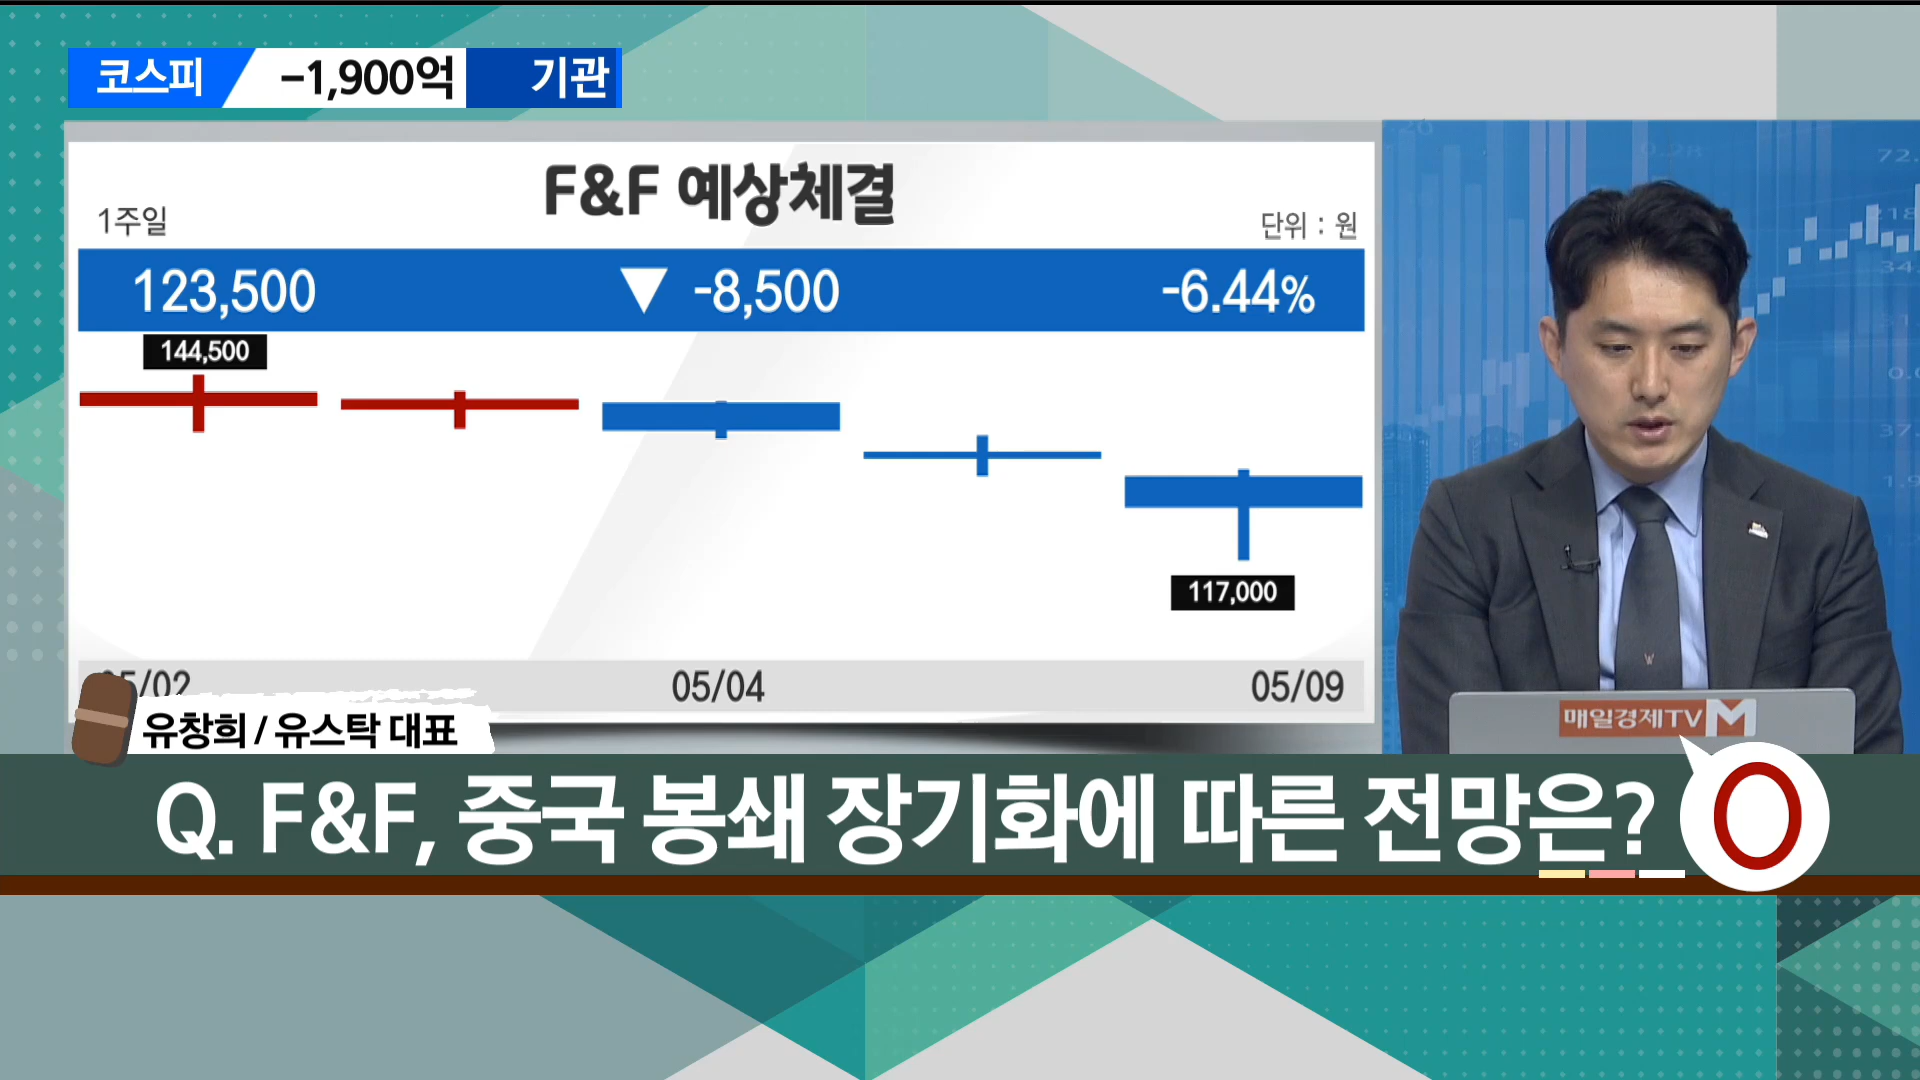 코스피 -1,900억 기관
F&F 예상체결
1주일
단위 : 원
123,500 ▼ -8,500 -6.44%
144,500
117,000
05/02 05/04 05/09
유창희 / 유스탁 대표
매일경제TV M
Q. F&F, 중국 봉쇄 장기화에 따른 전망은? O